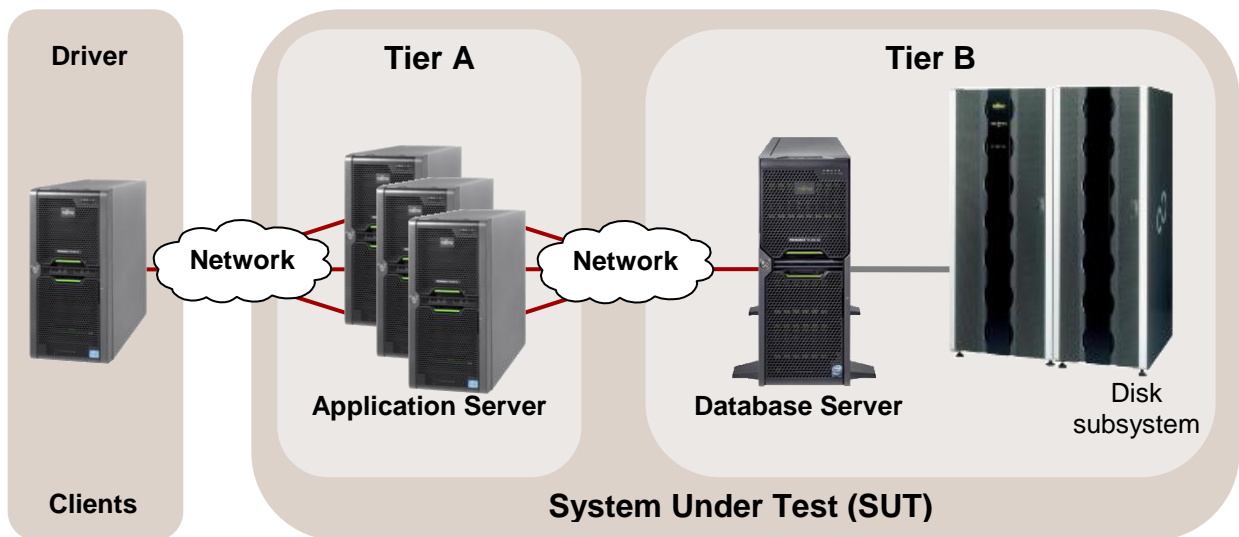 Driver
Tier A
Tier B
Network
Network
Application Server
Database Server
Disk
subsystem
Clients
System Under Test (SUT)